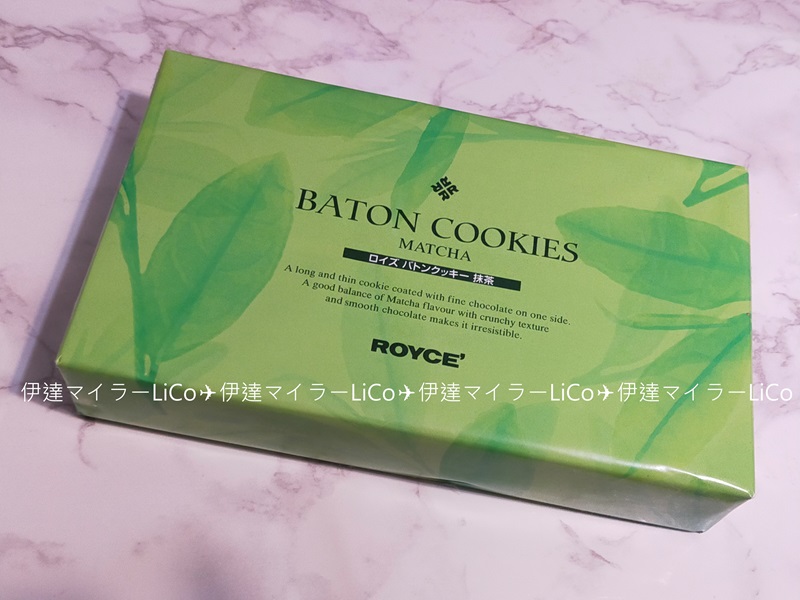 BATON COOKIES
MATCHA
ロイズ バトンクッキー 抹茶
A long and thin cookie coated with fine chocolate on one side.
A good balance of Matcha flavour with crunchy texture
and smooth chocolate makes it irresistible.
ROYCE'
伊達マイラーLiCo✈伊達マイラーLiCo✈伊達マイラーLiCo✈伊達マイラーLiCo